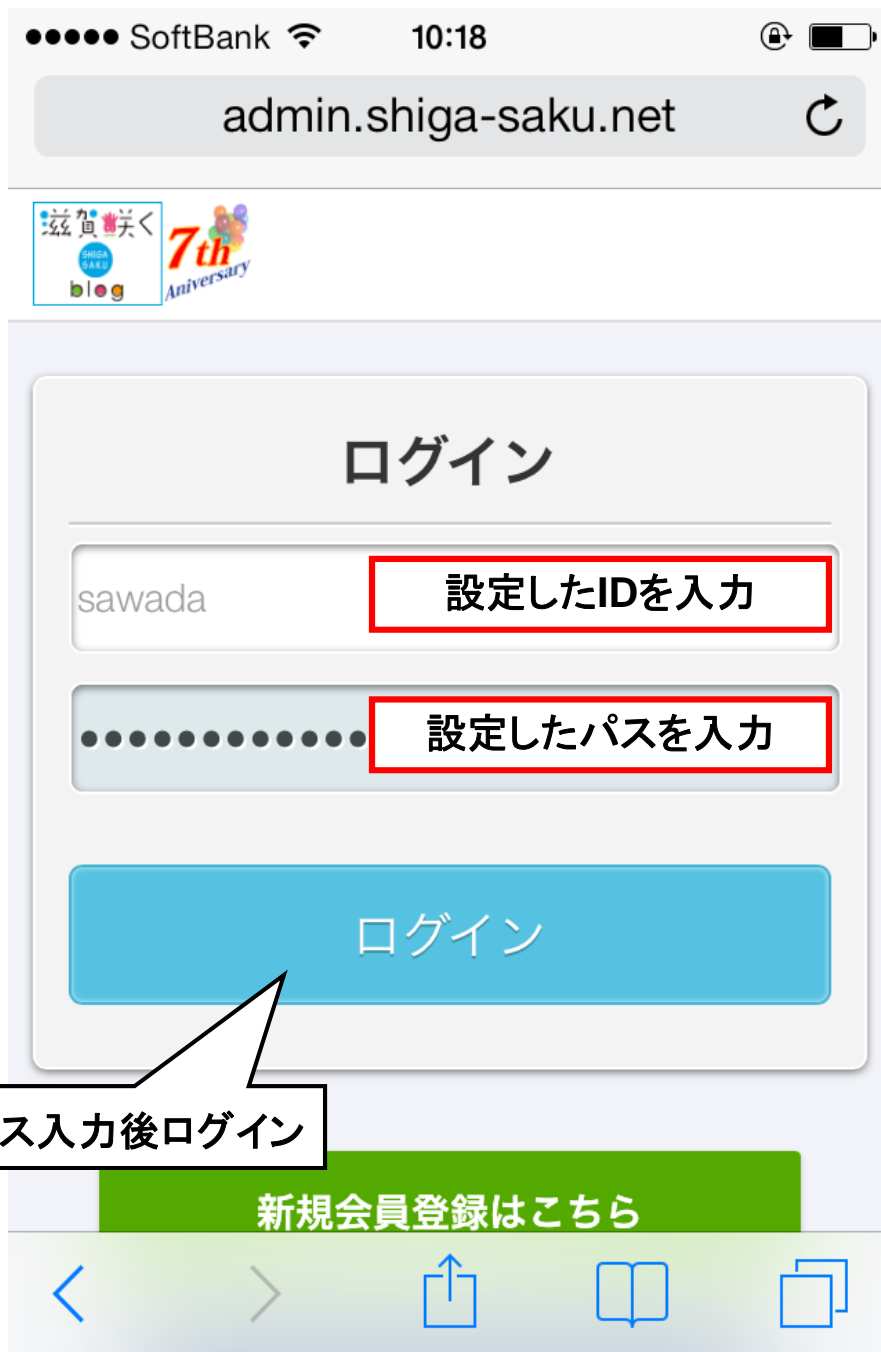 SoftBank 10:18
admin.shiga-saku.net
滋賀咲く
SHIGA
SAKU
blog
7th
Aniversary
ログイン
sawada
設定したIDを入力
設定したパスを入力
ログイン
ス入力後ログイン
新規会員登録はこちら